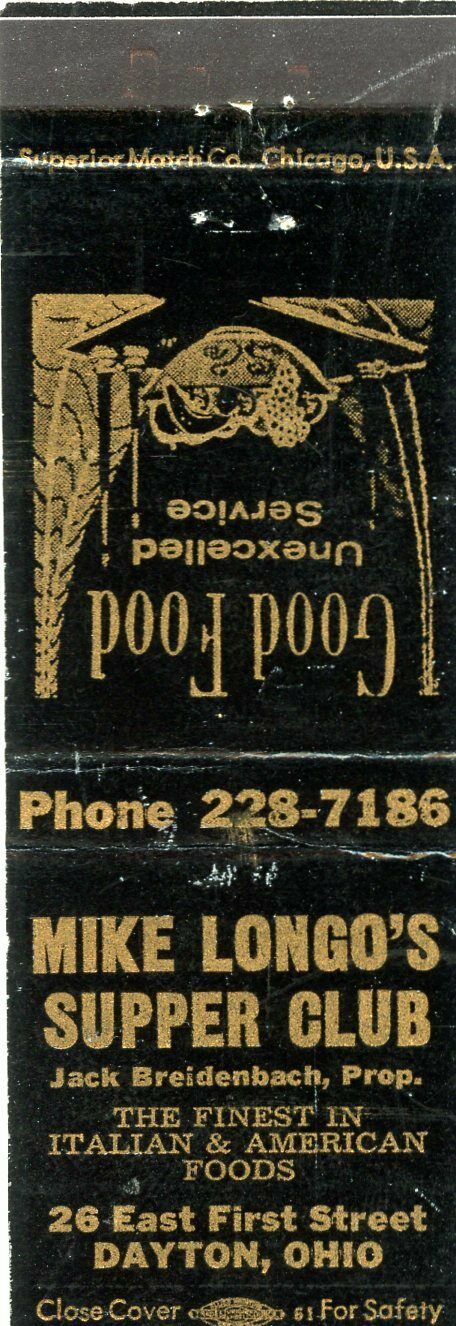 Superior Match Co., Chicago, U.S.A.
Good Food
Unexcelled
Service
Phone 228-7186
MIKE LONGO'S
SUPPER CLUB
Jack Breidenbach, Prop.
THE FINEST IN
ITALIAN & AMERICAN
FOODS
26 East First Street
DAYTON, OHIO
Close Cover 61 For Safety